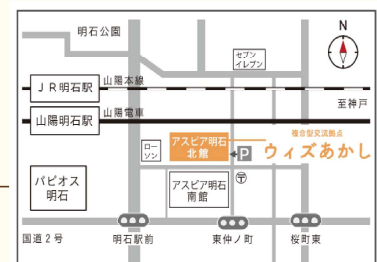 明石公園
N
セブン
イレブン
山陽本線
JR明石駅
至神戸
山陽電車
山陽明石駅
複合型交流拠点
ウィズあかし
ロー
ソン
アスピア明石
北館
P
パピオス
明石
アスピア明石
南館
〒
国道2号
明石駅前
東仲ノ町
桜町東